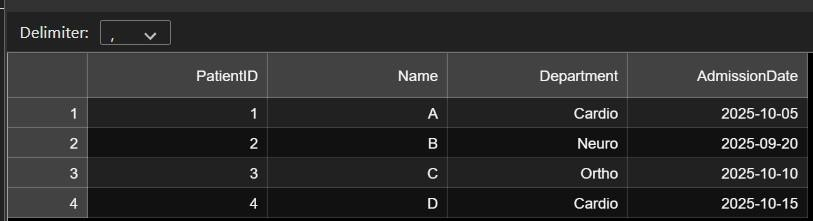 Delimiter: ,
PatientID Name Department AdmissionDate
1 1 A Cardio 2025-10-05
2 2 B Neuro 2025-09-20
3 3 C Ortho 2025-10-10
4 4 D Cardio 2025-10-15